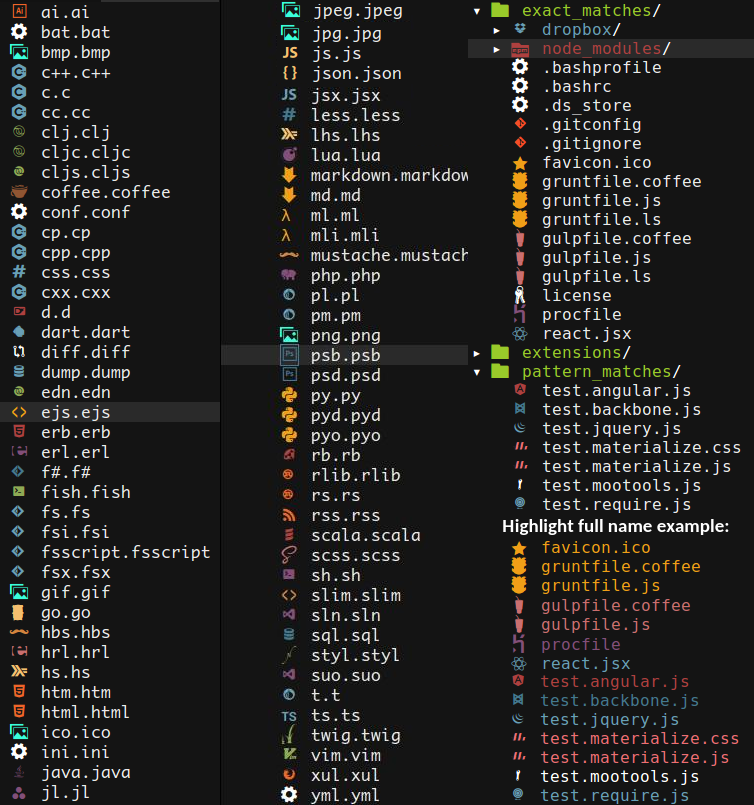 ai.ai
bat.bat
bmp.bmp
c++.c++
c.c
cc.cc
clj.clj
cljc.cljc
cljs.cljs
coffee.coffee
conf.conf
cp.cp
cpp.cpp
css.css
cxx.cxx
d.d
dart.dart
diff.diff
dump.dump
edn.edn
ejs.ejs
erb.erb
erl.erl
f#.f#
fish.fish
fs.fs
fsi.fsi
fsscript.fsscript
fsx.fsx
gif.gif
go.go
hbs.hbs
hrl.hrl
hs.hs
htm.htm
html.html
ico.ico
ini.ini
java.java
jl.jl
jpeg.jpeg
jpg.jpg
js.js
json.json
jsx.jsx
less.less
lhs.lhs
lua.lua
markdown.markdow
md.md
ml.ml
mli.mli
mustache.mustach
php.php
pl.pl
pm.pm
png.png
psb.psb
psd.psd
py.py
pyd.pyd
pyo.pyo
rb.rb
rlib.rlib
rs.rs
rss.rss
scala.scala
scss.scss
sh.sh
slim.slim
sln.sln
sql.sql
styl.styl
suo.suo
t.t
ts.ts
twig.twig
vim.vim
xul.xul
yml.yml
exact_matches/
dropbox/
node_modules/
.bashprofile
.bashrc
.ds_store
.gitconfig
.gitignore
favicon.ico
gruntfile.coffee
gruntfile.js
gruntfile.ls
gulpfile.coffee
gulpfile.js
gulpfile.ls
license
procfile
react.jsx
extensions/
pattern_matches/
test.angular.js
test.backbone.js
test.jquery.js
test.materialize.css
test.materialize.js
test.mootools.js
test.require.js
Highlight full name example:
favicon.ico
gruntfile.coffee
gruntfile.js
gulpfile.coffee
gulpfile.js
procfile
react.jsx
test.angular.js
test.backbone.js
test.jquery.js
test.materialize.css
test.materialize.js
test.mootools.js
test.require.js